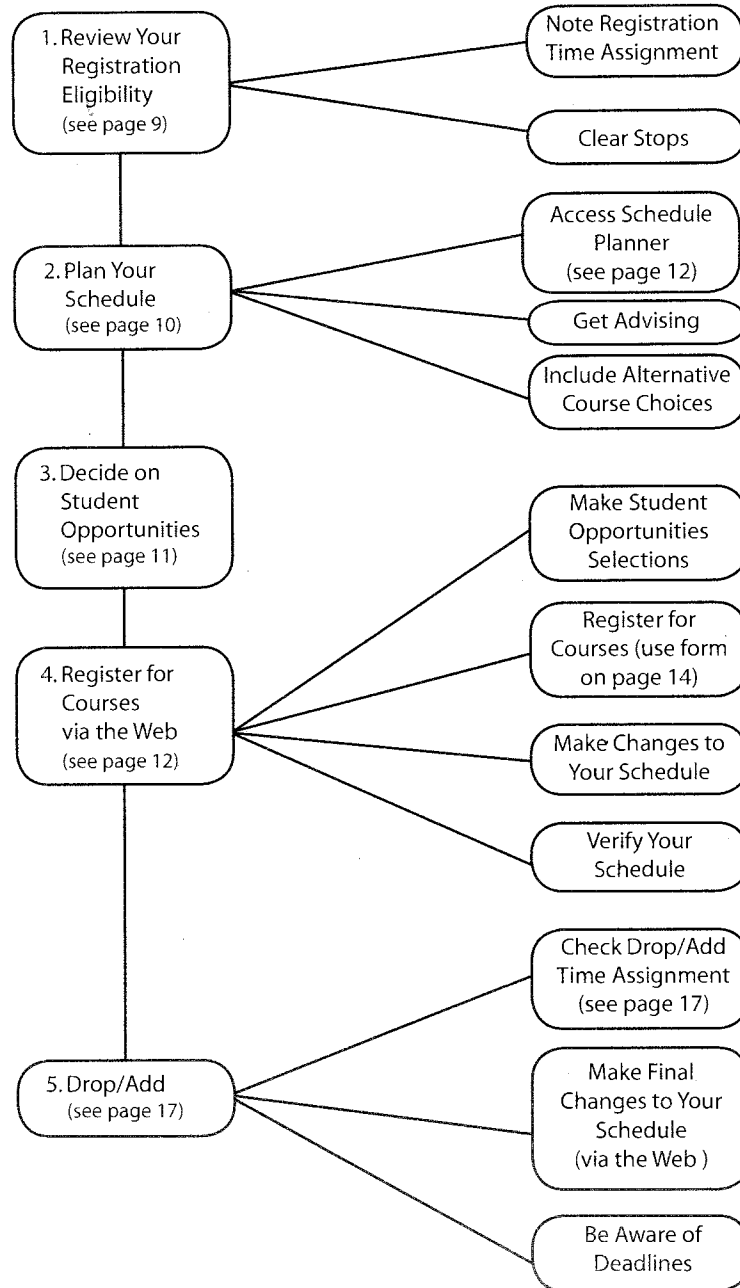 1. Review Your
Registration
Eligibility
(see page 9)
Note Registration
Time Assignment
Clear Stops
2. Plan Your
Schedule
(see page 10)
Access Schedule
Planner
(see page 12)
Get Advising
Include Alternative
Course Choices
3. Decide on
Student
Opportunities
(see page 11)
4. Register for
Courses
via the Web
(see page 12)
Make Student
Opportunities
Selections
Register for
Courses (use form
on page 14)
Make Changes to
Your Schedule
Verify Your
Schedule
5. Drop/Add
(see page 17)
Check Drop/Add
Time Assignment
(see page 17)
Make Final
Changes to Your
Schedule
(via the Web )
Be Aware of
Deadlines